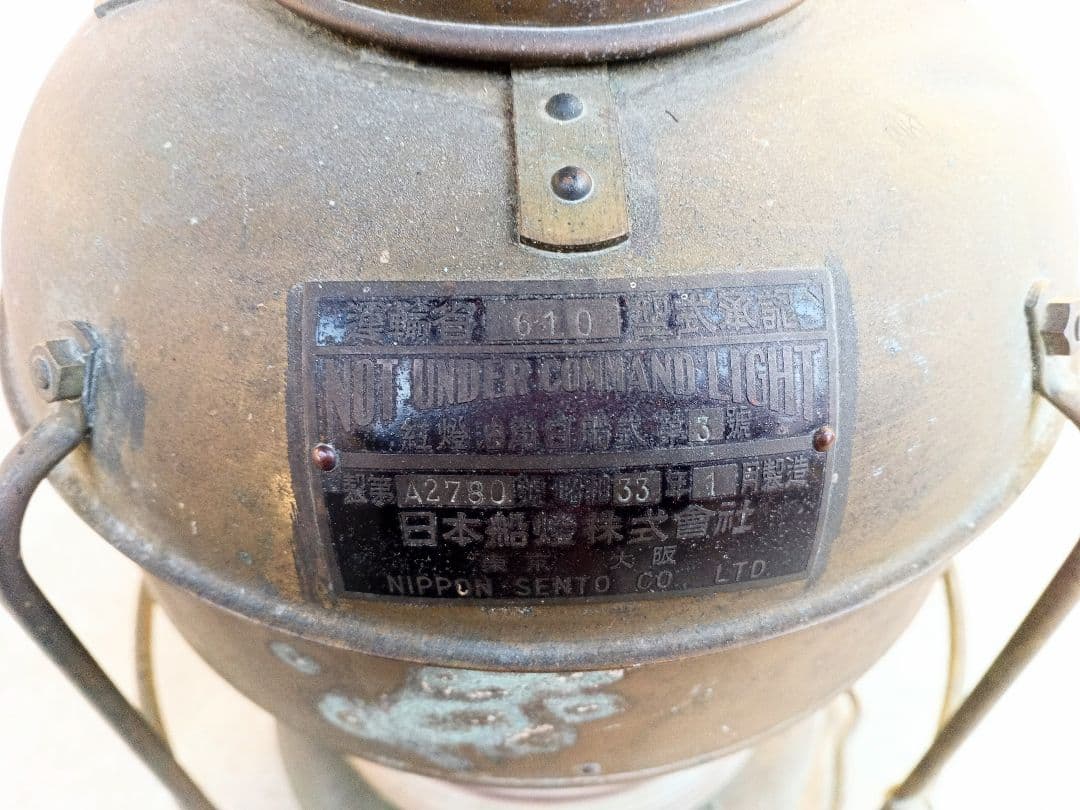 運輸省 610 型式承認
NOT UNDER COMMAND LIGHT
紅燈 式 第3號
製第 A2780 號 昭和 33 年 1 月製造
日本船燈株式會社
東京 大阪
NIPPON SENTO CO., LTD